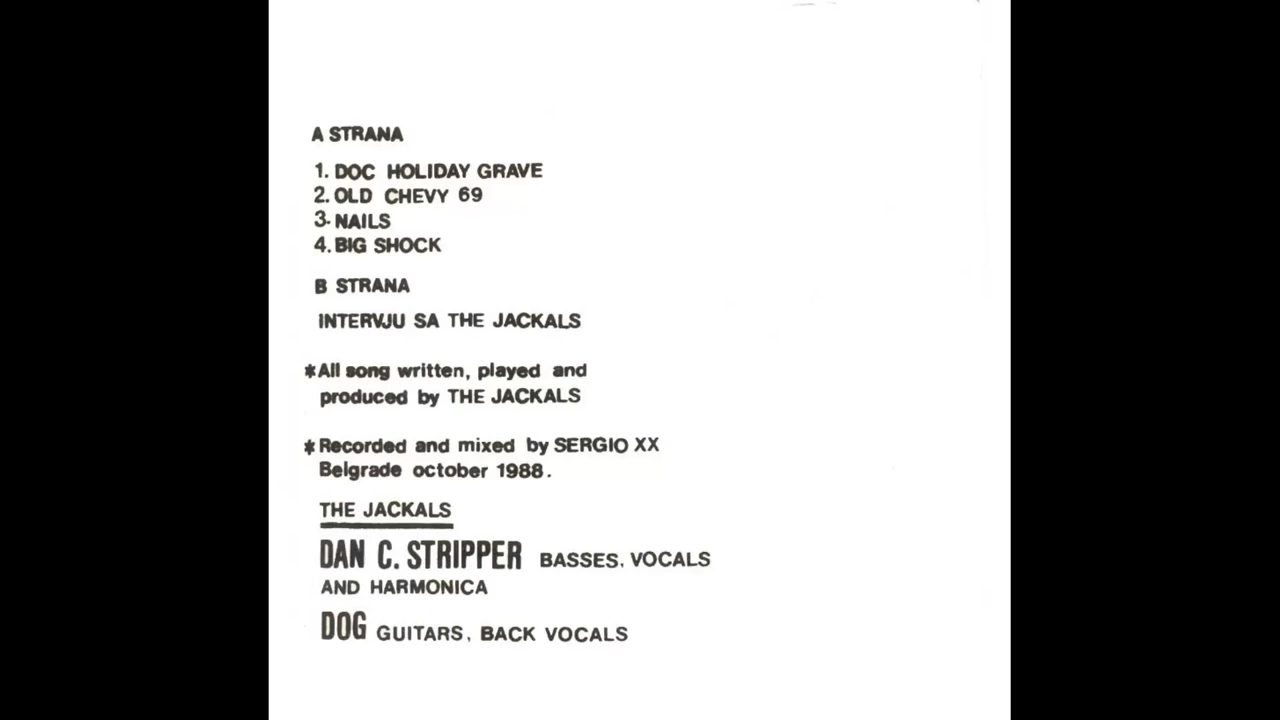 A STRANA
1. DOC HOLIDAY GRAVE
2. OLD CHEVY 69
3. NAILS
4. BIG SHOCK
B STRANA
INTERVJU SA THE JACKALS
*All song written, played and
produced by THE JACKALS
*Recorded and mixed by SERGIO XX
Belgrade october 1988.
THE JACKALS
DAN C. STRIPPER BASSES, VOCALS
AND HARMONICA
DOG GUITARS, BACK VOCALS